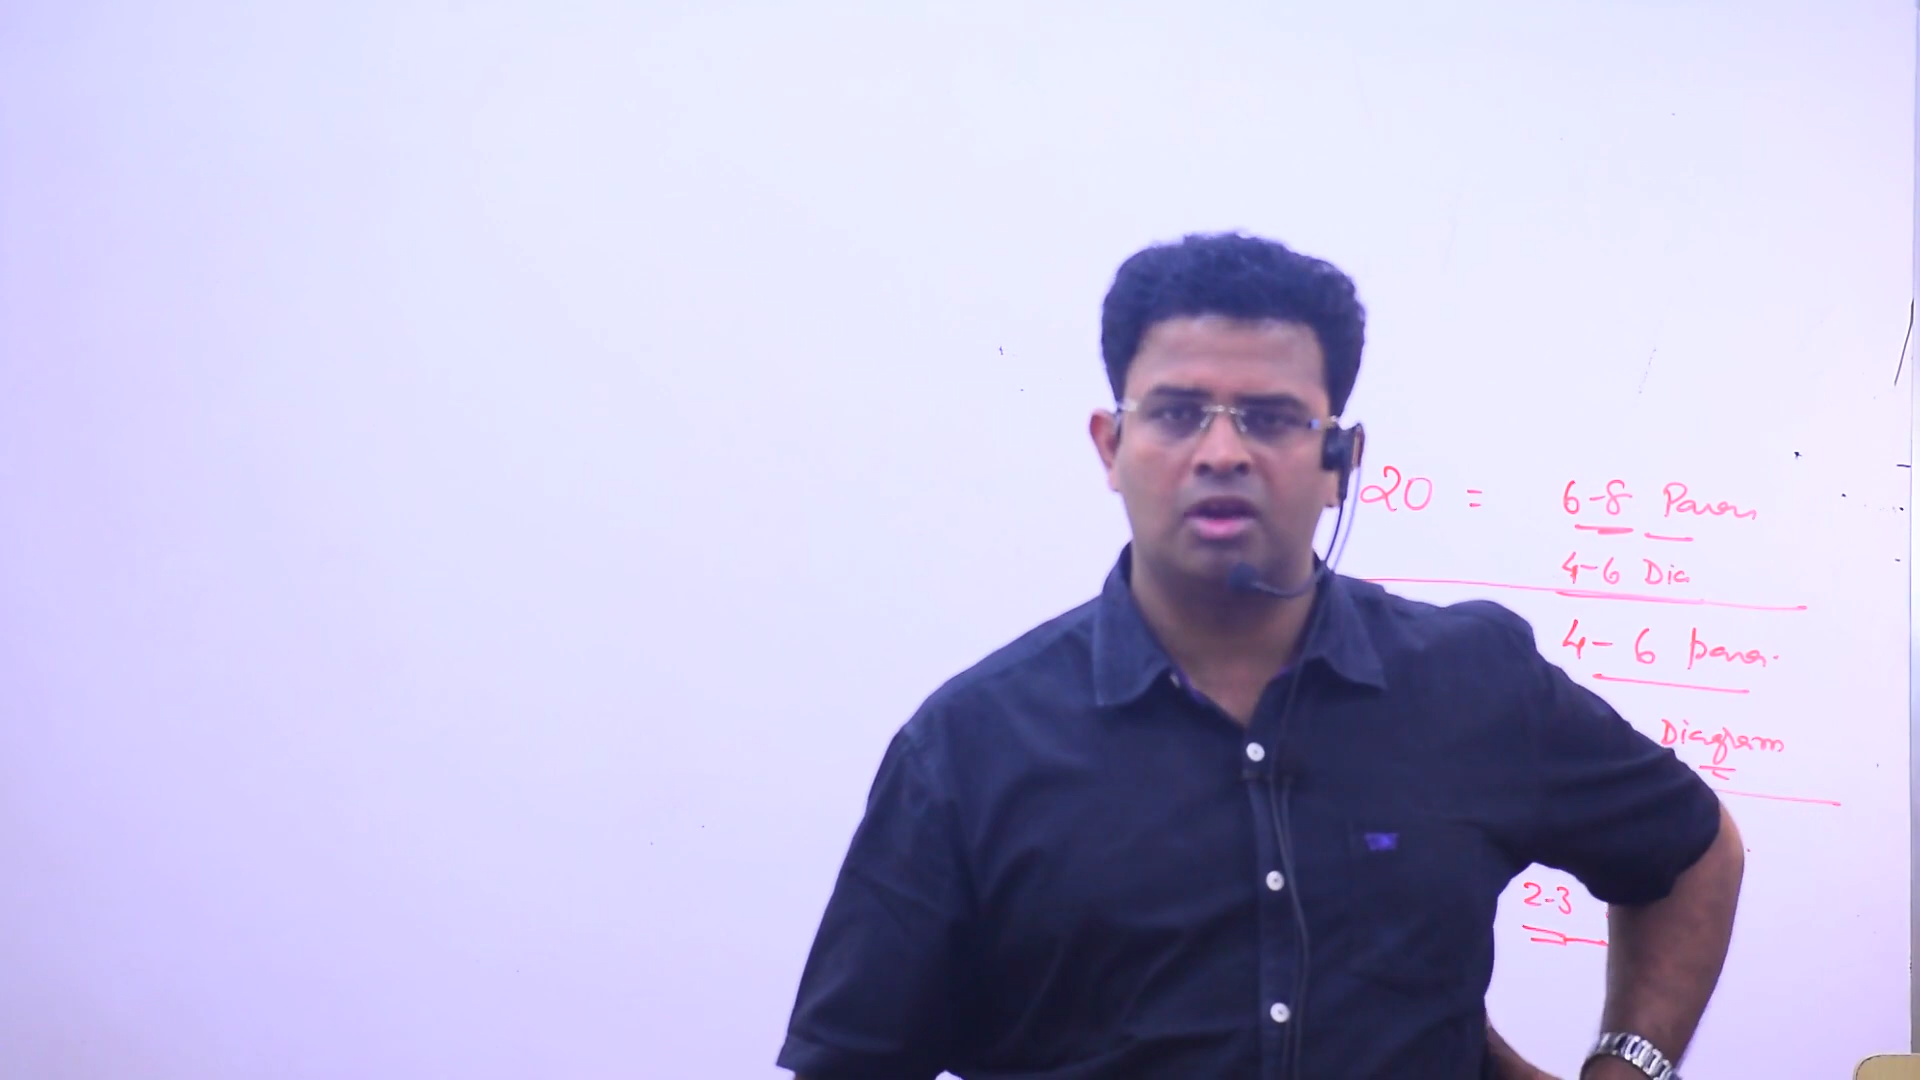 20 = 6-8 Paras
4-6 Dia
4-6 para.
Diagram
2-3